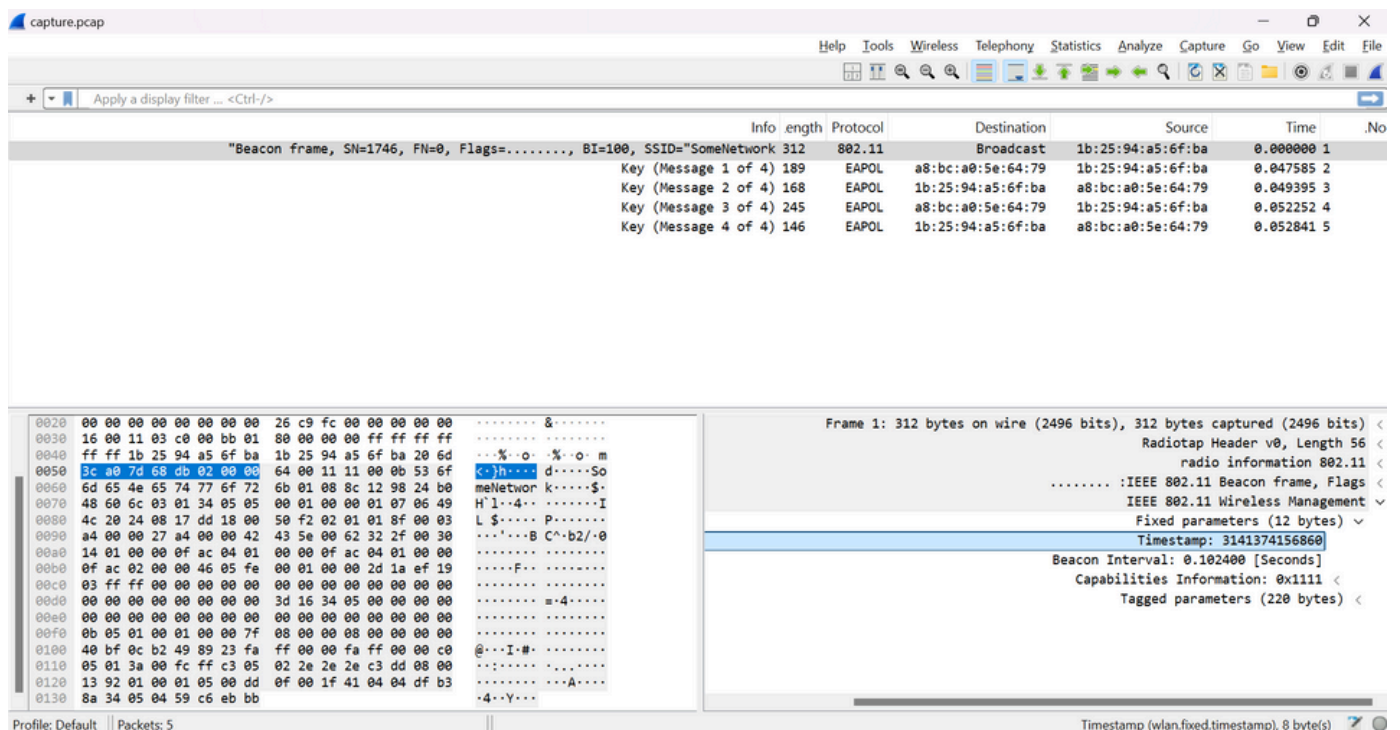 capture.pcap
Help Tools Wireless Telephony Statistics Analyze Capture Go View Edit File
Apply a display filter ... <Ctrl-/>
Info ength Protocol Destination Source Time .No
"Beacon frame, SN=1746, FN=0, Flags=........, BI=100, SSID="SomeNetwork 312 802.11 Broadcast 1b:25:94:a5:6f:ba 0.000000 1
Key (Message 1 of 4) 189 EAPOL a8:bc:a0:5e:64:79 1b:25:94:a5:6f:ba 0.047585 2
Key (Message 2 of 4) 168 EAPOL 1b:25:94:a5:6f:ba a8:bc:a0:5e:64:79 0.049395 3
Key (Message 3 of 4) 245 EAPOL a8:bc:a0:5e:64:79 1b:25:94:a5:6f:ba 0.052252 4
Key (Message 4 of 4) 146 EAPOL 1b:25:94:a5:6f:ba a8:bc:a0:5e:64:79 0.052841 5
0020 00 00 00 00 00 00 00 00 26 c9 fc 00 00 00 00 00 ········ &·······
0030 16 00 11 03 c0 00 bb 01 80 00 00 00 ff ff ff ff ········ ········
0040 ff ff 1b 25 94 a5 6f ba 1b 25 94 a5 6f ba 20 6d ···%··o· ·%··o· m
0050 3c a0 7d 68 db 02 00 00 64 00 11 11 00 0b 53 6f <·}h···· d·····So
0060 6d 65 4e 65 74 77 6f 72 6b 01 08 8c 12 98 24 b0 meNetwor k·····$·
0070 48 60 6c 03 01 34 05 05 00 01 00 00 01 07 06 49 H`l··4·· ·······I
0080 4c 20 24 08 17 dd 18 00 50 f2 02 01 01 8f 00 03 L $····· P·······
0090 a4 00 00 27 a4 00 00 42 43 5e 00 62 32 2f 00 30 ···'···B C^·b2/·0
00a0 14 01 00 00 0f ac 04 01 00 00 0f ac 04 01 00 00 ········ ········
00b0 0f ac 02 00 00 46 05 fe 00 01 00 00 2d 1a ef 19 ·····F·· ····-···
00c0 03 ff ff 00 00 00 00 00 00 00 00 00 00 00 00 00 ········ ········
00d0 00 00 00 00 00 00 00 00 3d 16 34 05 00 00 00 00 ········ =·4·····
00e0 00 00 00 00 00 00 00 00 00 00 00 00 00 00 00 00 ········ ········
00f0 0b 05 01 00 01 00 00 7f 08 00 00 08 00 00 00 00 ········ ········
0100 40 bf 0c b2 49 89 23 fa ff 00 00 fa ff 00 00 c0 @···I·#· ········
0110 05 01 3a 00 fc ff c3 05 02 2e 2e 2e c3 dd 08 00 ··:····· ·...····
0120 13 92 01 00 01 05 00 dd 0f 00 1f 41 04 04 df b3 ········ ···A····
0130 8a 34 05 04 59 c6 eb bb ·4··Y···
Frame 1: 312 bytes on wire (2496 bits), 312 bytes captured (2496 bits)
Radiotap Header v0, Length 56
radio information 802.11
........ :IEEE 802.11 Beacon frame, Flags
IEEE 802.11 Wireless Management
Fixed parameters (12 bytes)
Timestamp: 3141374156860
Beacon Interval: 0.102400 [Seconds]
Capabilities Information: 0x1111
Tagged parameters (220 bytes)
Profile: Default Packets: 5 Timestamp (wlan.fixed.timestamp), 8 byte(s)